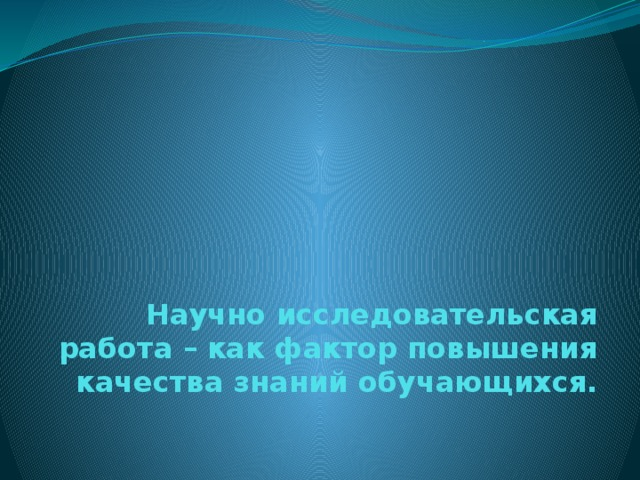 Научно исследовательская
работа – как фактор повышения
качества знаний обучающихся.